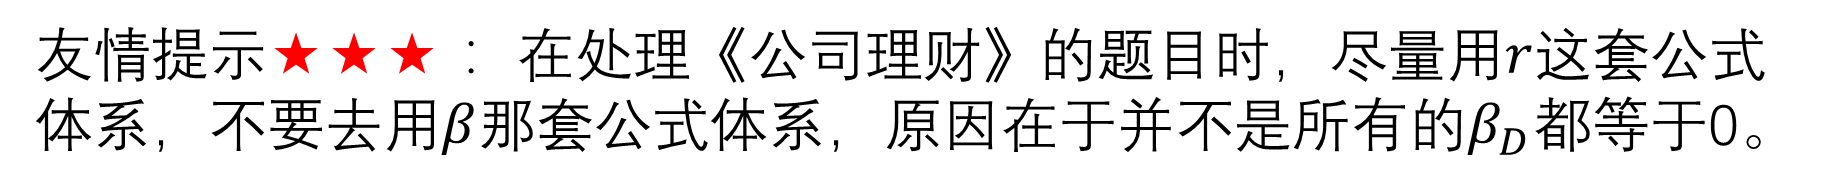 友情提示★★★：在处理《公司理财》的题目时，尽量用r这套公式
体系，不要去用β那套公式体系，原因在于并不是所有的β_D都等于0。